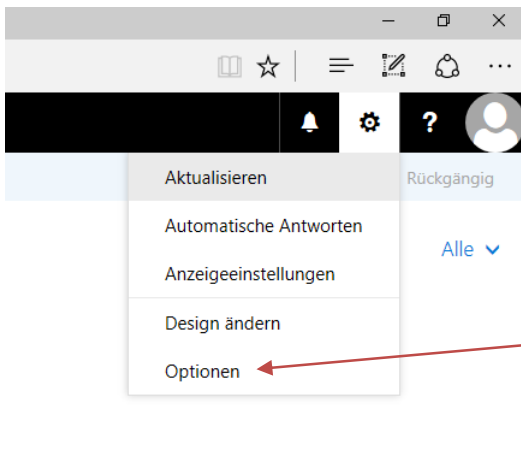 ?
Aktualisieren
Rückgängig
Automatische Antworten
Alle
Anzeigeeinstellungen
Design ändern
Optionen